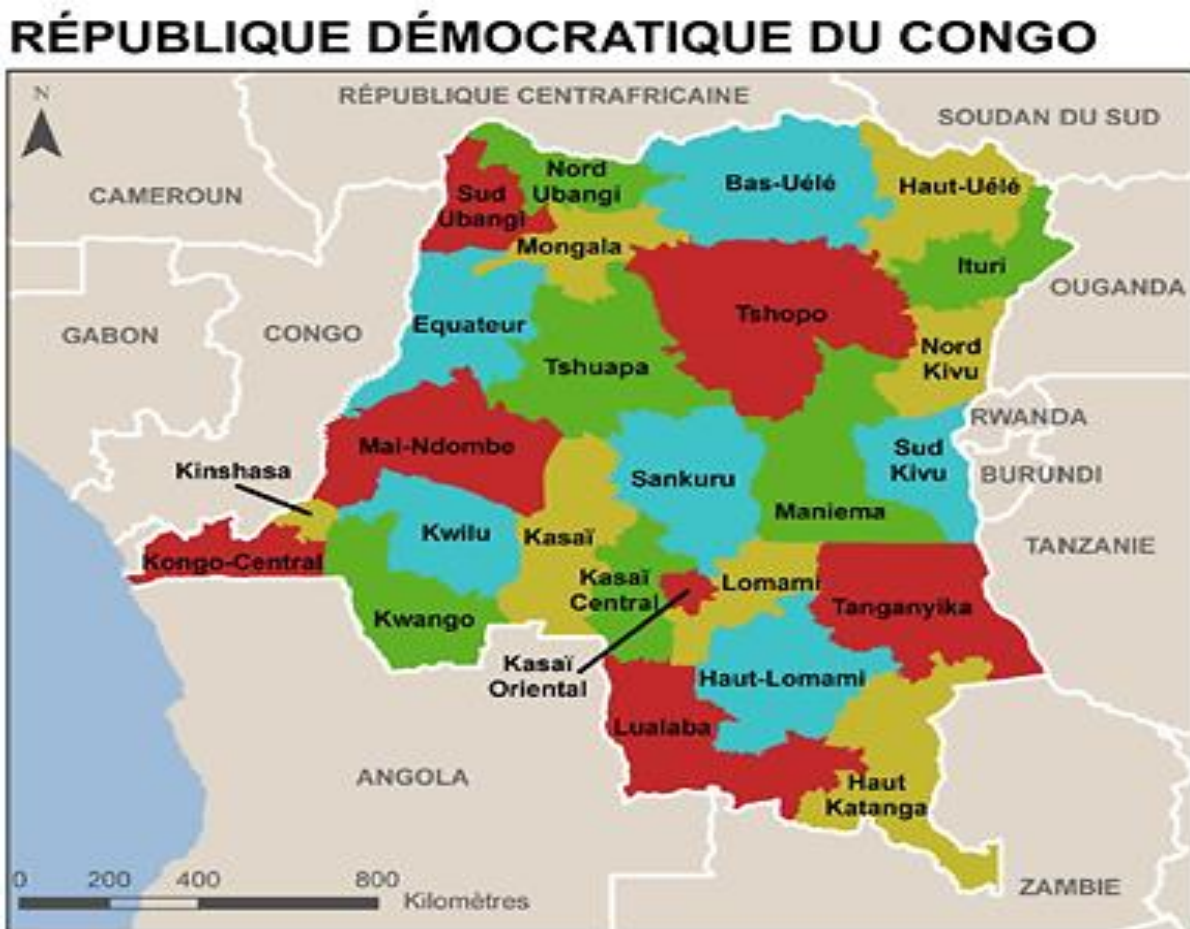 RÉPUBLIQUE DÉMOCRATIQUE DU CONGO
N
RÉPUBLIQUE CENTRAFRICAINE
SOUDAN DU SUD
CAMEROUN
Nord
Ubangi
Sud
Ubangi
Bas-Uélé
Haut-Uélé
Mongala
Ituri
OUGANDA
GABON
CONGO
Equateur
Tshopo
Tshuapa
Nord
Kivu
RWANDA
Mai-Ndombe
Kinshasa
Sankuru
Sud
Kivu
BURUNDI
Maniema
Kwilu
Kasaï
TANZANIE
Kongo-Central
Kasaï
Central
Lomami
Tanganyika
Kwango
Kasaï
Oriental
Haut-Lomami
Lualaba
ANGOLA
Haut
Katanga
0 200 400 800
Kilomètres
ZAMBIE